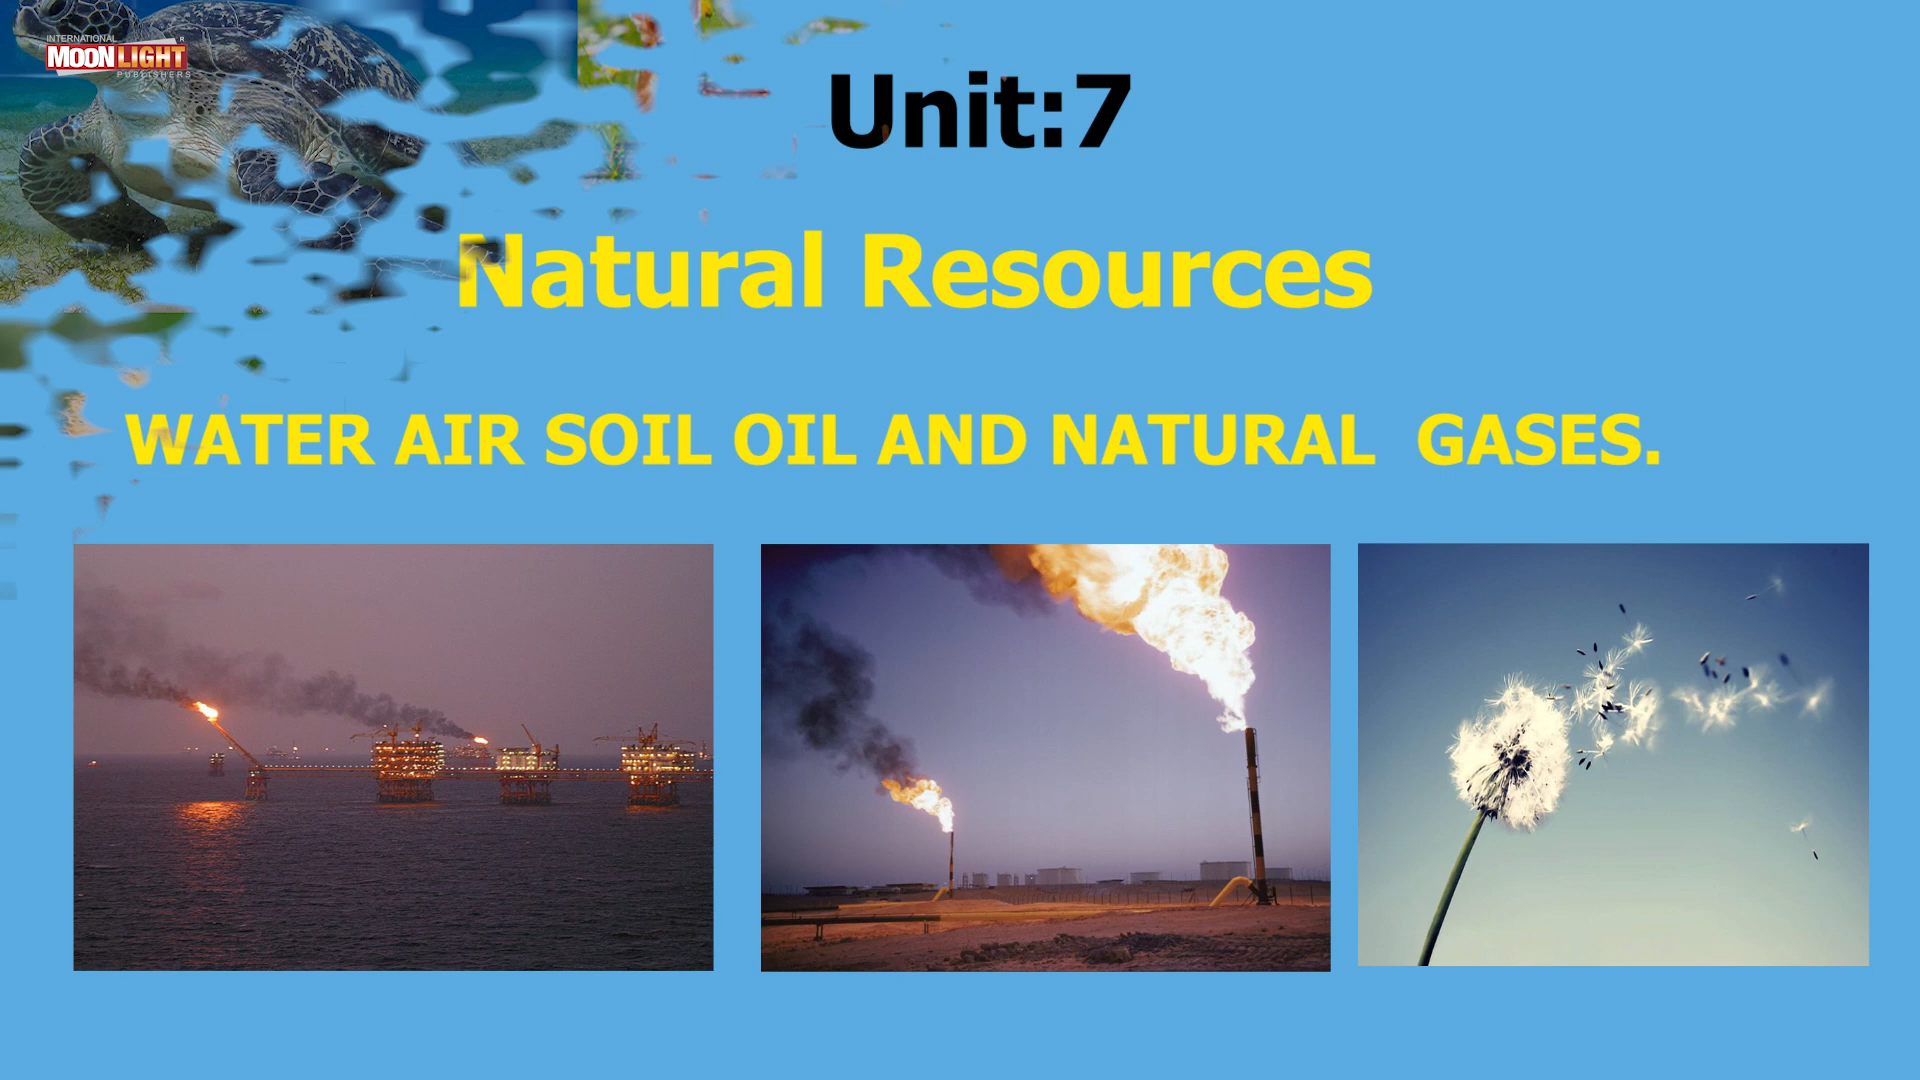 INTERNATIONAL R
MOONLIGHT
PUBLISHERS
Unit:7
Natural Resources
WATER AIR SOIL OIL AND NATURAL GASES.